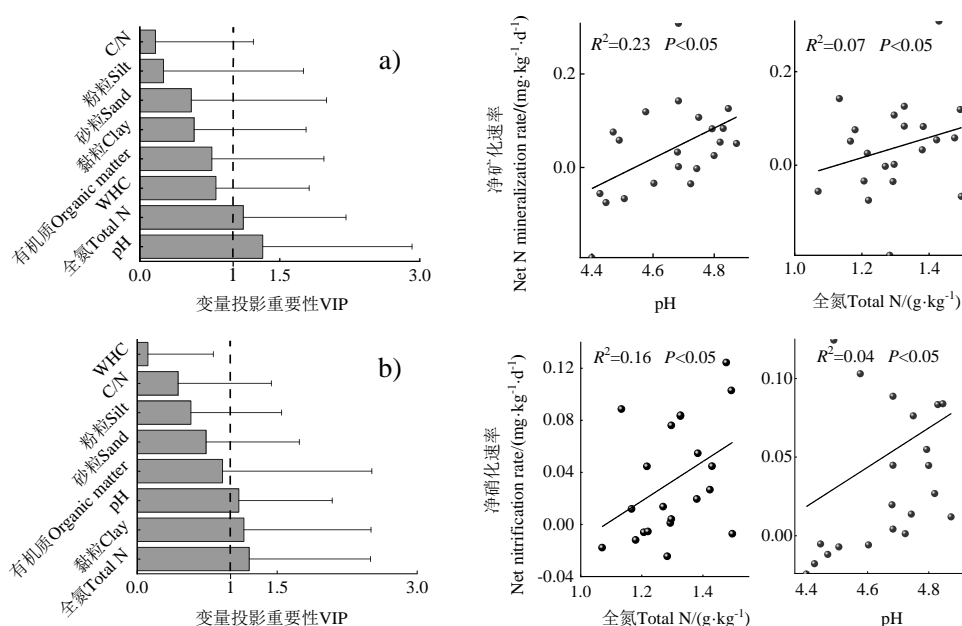 a)
C/N
粉粒Silt
砂粒Sand
黏粒Clay
有机质Organic matter
WHC
全氮Total N
pH
0.0 1 1.5 3.0
变量投影重要性VIP
净矿化速率
Net N mineralization rate/(mg·kg-1·d-1)
R2=0.23 P<0.05
0.2
0.0
4.4 4.6 4.8
pH
R2=0.07 P<0.05
0.2
0.0
1.0 1.2 1.4
全氮Total N/(g·kg-1)
b)
WHC
C/N
粉粒Silt
砂粒Sand
有机质Organic matter
pH
黏粒Clay
全氮Total N
0.0 1 1.5 3.0
变量投影重要性VIP
净硝化速率
Net nitrification rate/(mg·kg-1·d-1)
R2=0.16 P<0.05
0.12
0.08
0.04
0.00
-0.04
1.2 1.4
全氮Total N/(g·kg-1)
R2=0.04 P<0.05
0.10
0.05
0.00
4.4 4.6 4.8
pH